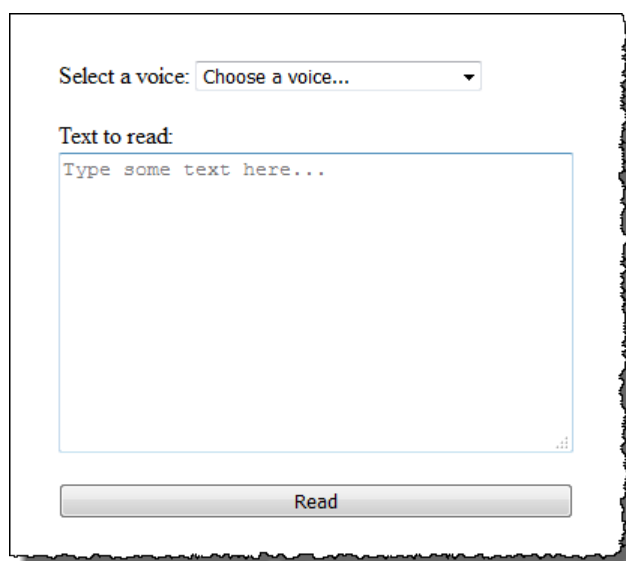 Select a voice: Choose a voice...
Text to read:
Type some text here...
Read